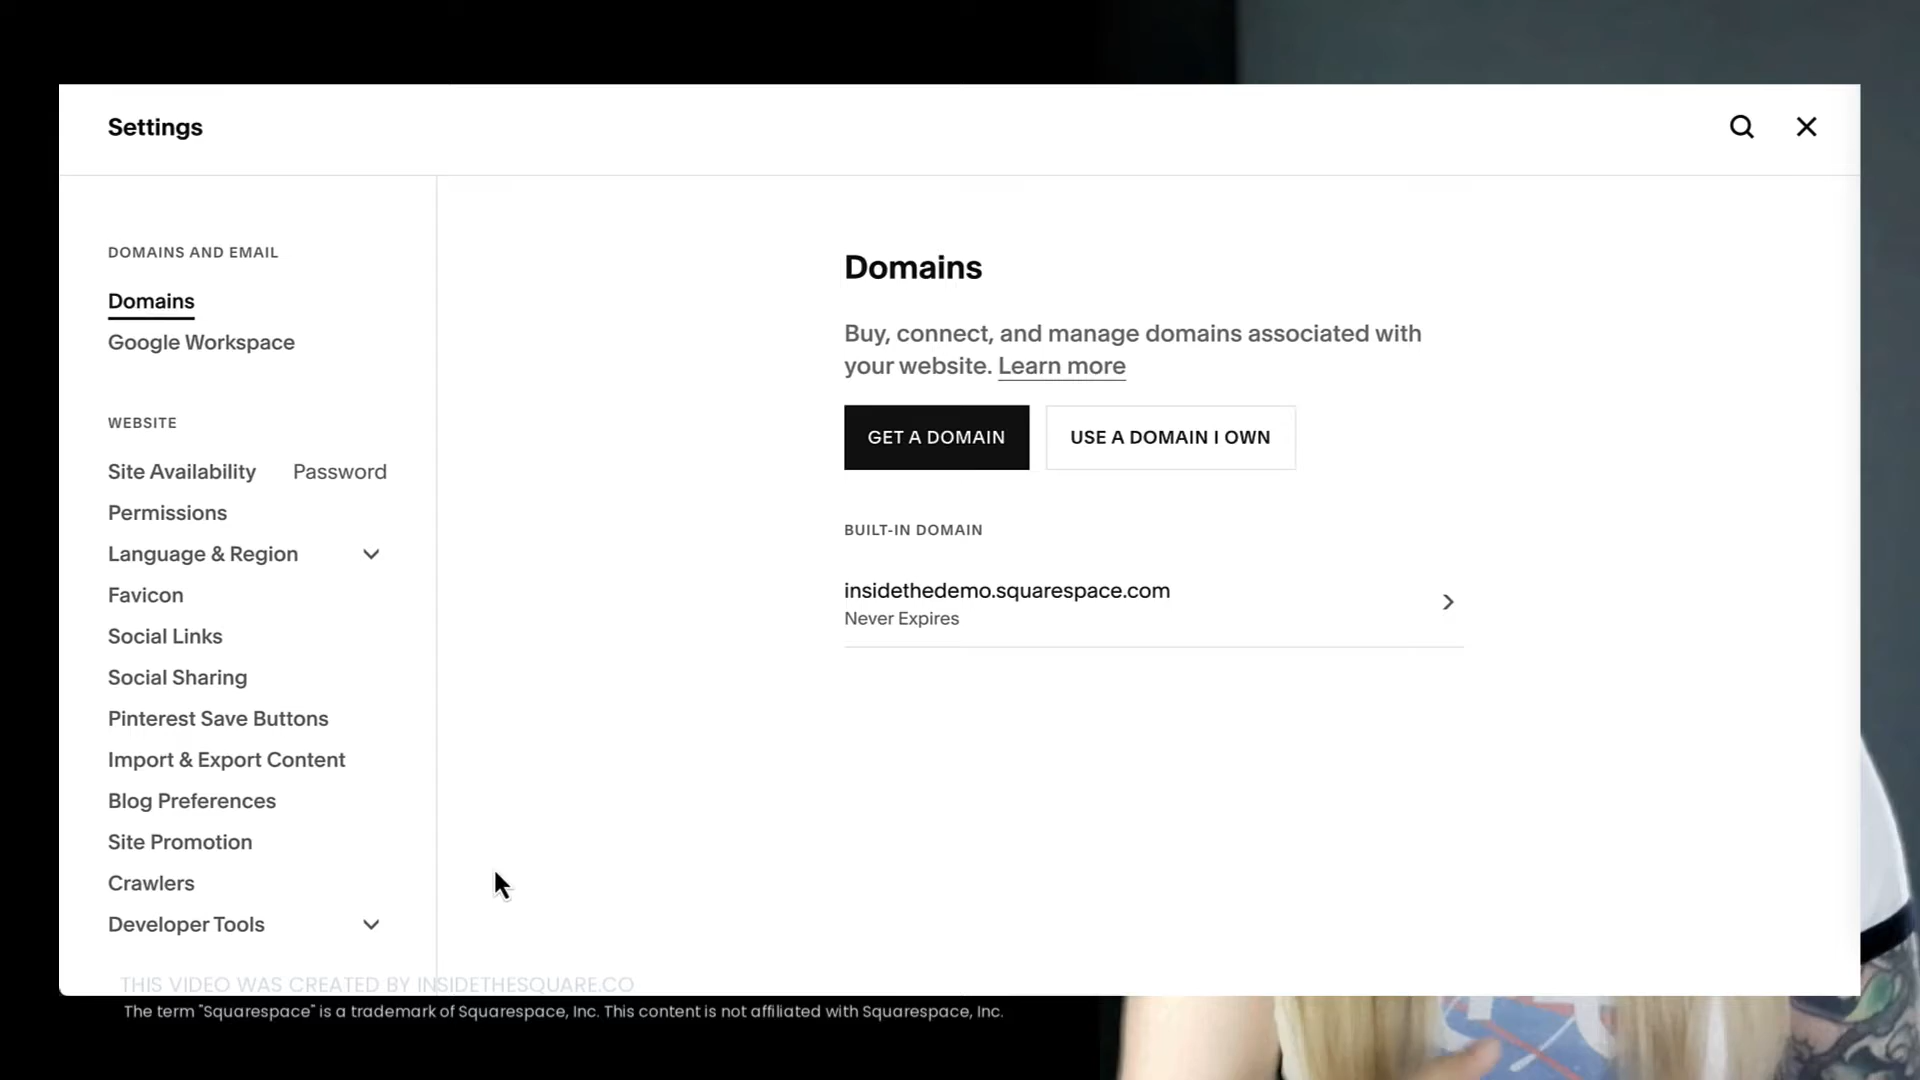 Settings
DOMAINS AND EMAIL
Domains
Google Workspace
WEBSITE
Site Availability Password
Permissions
Language & Region
Favicon
Social Links
Social Sharing
Pinterest Save Buttons
Import & Export Content
Blog Preferences
Site Promotion
Crawlers
Developer Tools
Domains
Buy, connect, and manage domains associated with
your website. Learn more
GET A DOMAIN USE A DOMAIN I OWN
BUILT-IN DOMAIN
insidethedemo.squarespace.com
Never Expires
THIS VIDEO WAS CREATED BY INSIDETHESQUARE.CO
The term "Squarespace" is a trademark of Squarespace, Inc. This content is not affiliated with Squarespace, Inc.